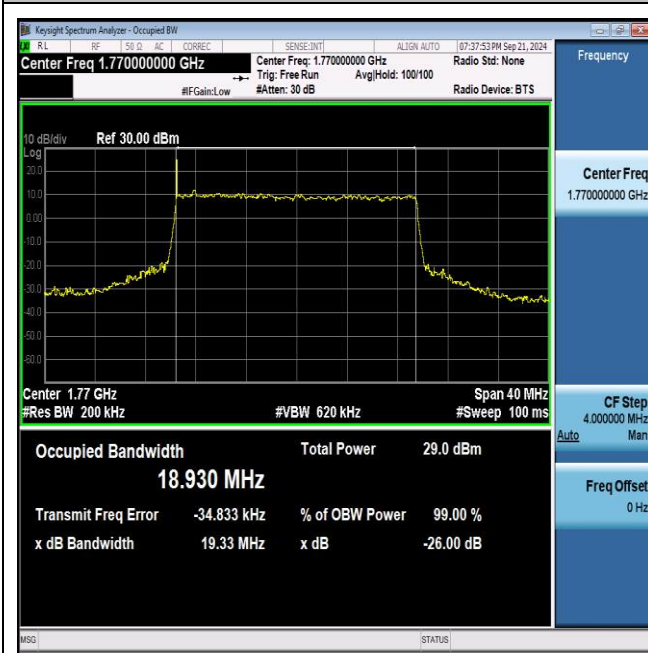 Keysight Spectrum Analyzer - Occupied BW
RL RF 50 Ω AC CORREC SENSE:INT ALIGN AUTO 07:37:53 PM Sep 21, 2024
Center Freq 1.770000000 GHz
Center Freq: 1.770000000 GHz Radio Std: None
Trig: Free Run Avg|Hold: 100/100
#IFGain:Low #Atten: 30 dB Radio Device: BTS
10 dB/div Ref 30.00 dBm
Log
20.0
10.0
0.00
-10.0
-20.0
-30.0
-40.0
-50.0
-60.0
Center 1.77 GHz Span 40 MHz
#Res BW 200 kHz #VBW 620 kHz #Sweep 100 ms
Occupied Bandwidth Total Power 29.0 dBm
18.930 MHz
Transmit Freq Error -34.833 kHz % of OBW Power 99.00 %
x dB Bandwidth 19.33 MHz x dB -26.00 dB
MSG STATUS
Frequency
Center Freq
1.770000000 GHz
CF Step
4.000000 MHz
Auto Man
Freq Offset
0 Hz